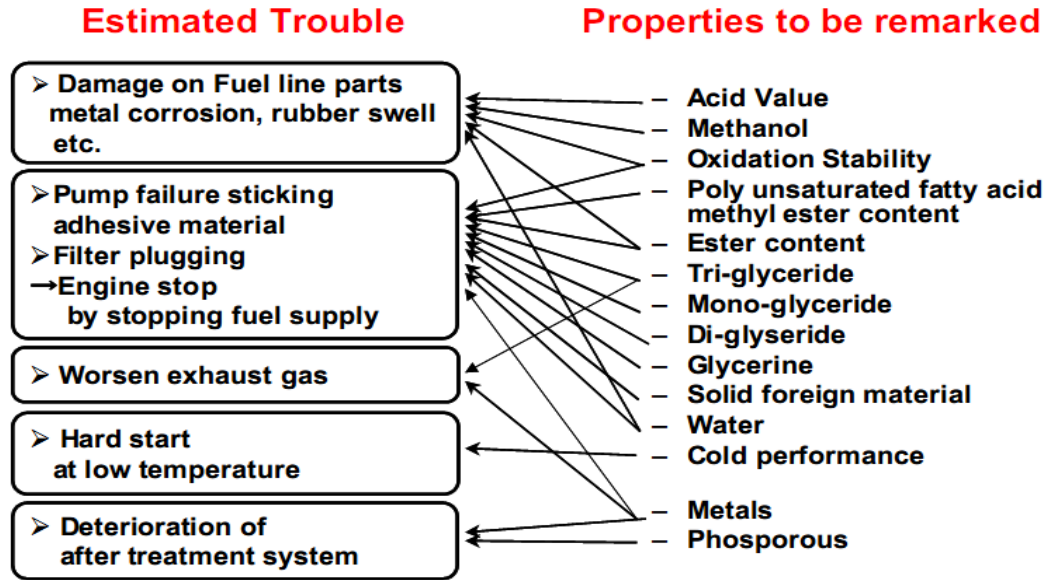 Estimated Trouble
➢ Damage on Fuel line parts
metal corrosion, rubber swell
etc.
➢ Pump failure sticking
adhesive material
➢ Filter plugging
→Engine stop
by stopping fuel supply
➢ Worsen exhaust gas
➢ Hard start
at low temperature
➢ Deterioration of
after treatment system
Properties to be remarked
– Acid Value
– Methanol
– Oxidation Stability
– Poly unsaturated fatty acid
methyl ester content
– Ester content
– Tri-glyceride
– Mono-glyceride
– Di-glyseride
– Glycerine
– Solid foreign material
– Water
– Cold performance
– Metals
– Phosporous